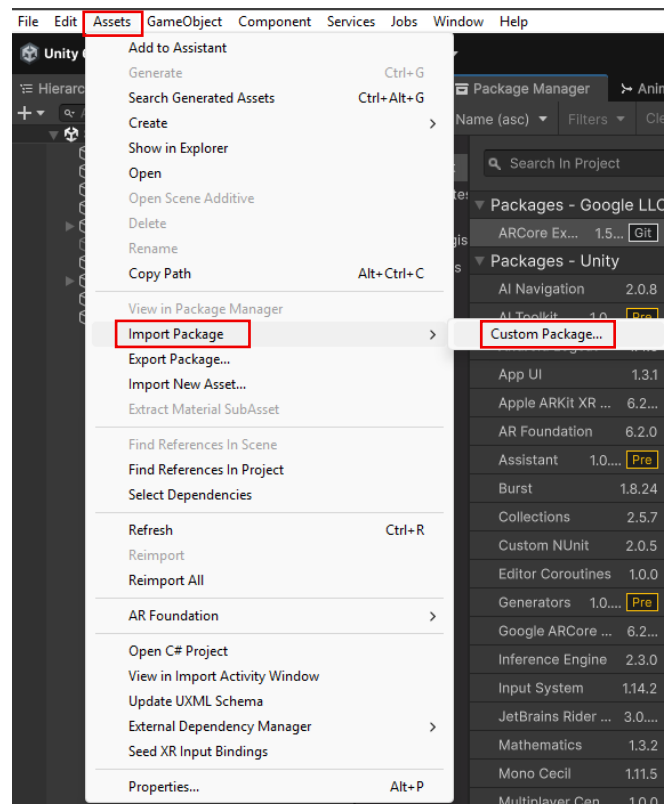 File Edit Assets GameObject Component Services Jobs Window Help
Unity
Hierarc
Package Manager
Name (asc) Filters
Search In Project
Packages - Google LLC
ARCore Ex... 1.5... Git
Packages - Unity
AI Navigation 2.0.8
AI Toolkit 1.0... Pre
App UI 1.3.1
Apple ARKit XR ... 6.2...
AR Foundation 6.2.0
Assistant 1.0.... Pre
Burst 1.8.24
Collections 2.5.7
Custom NUnit 2.0.5
Editor Coroutines 1.0.0
Generators 1.0.... Pre
Google ARCore ... 6.2...
Inference Engine 2.3.0
Input System 1.14.2
JetBrains Rider ... 3.0....
Mathematics 1.3.2
Mono Cecil 1.11.5
Multiplayer Cen... 1.0.0
Add to Assistant
Generate Ctrl+G
Search Generated Assets Ctrl+Alt+G
Create
Show in Explorer
Open
Open Scene Additive
Delete
Rename
Copy Path Alt+Ctrl+C
View in Package Manager
Import Package
Custom Package...
Export Package...
Import New Asset...
Extract Material SubAsset
Find References In Scene
Find References In Project
Select Dependencies
Refresh Ctrl+R
Reimport
Reimport All
AR Foundation
Open C# Project
View in Import Activity Window
Update UXML Schema
External Dependency Manager
Seed XR Input Bindings
Properties... Alt+P